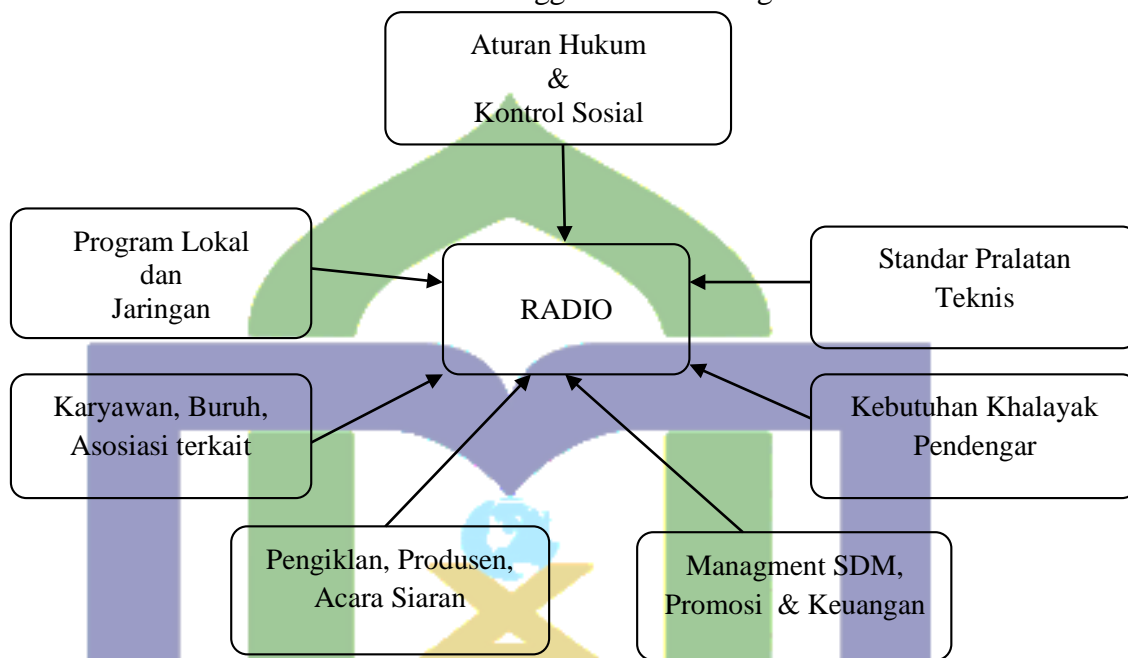 Aturan Hukum
&
Kontrol Sosial
Program Lokal
dan
Jaringan
RADIO
Standar Pralatan
Teknis
Karyawan, Buruh,
Asosiasi terkait
Kebutuhan Khalayak
Pendengar
Pengiklan, Produsen,
Acara Siaran
Managment SDM,
Promosi & Keuangan